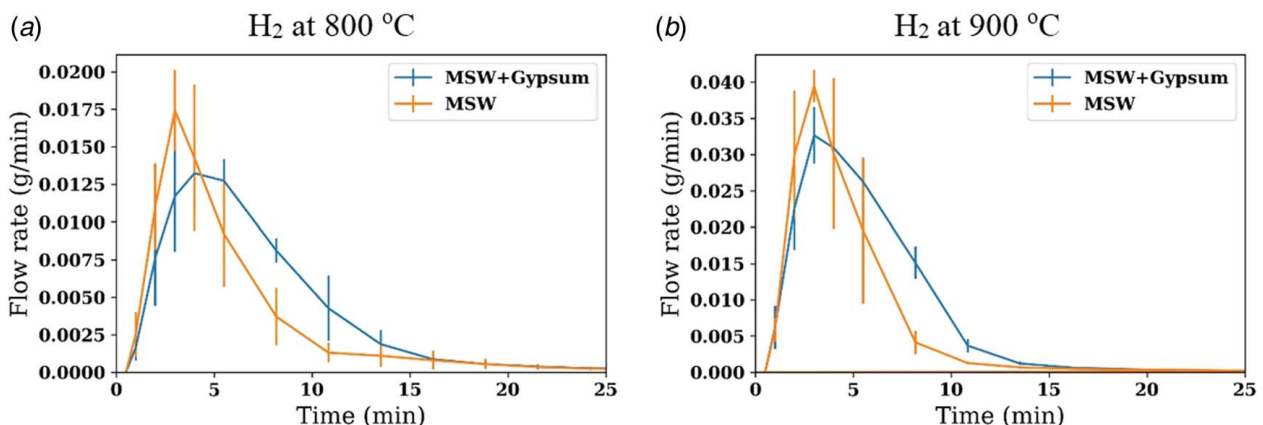 (a) H₂ at 800 °C
MSW+Gypsum
MSW
Flow rate (g/min)
0.0200
0.0175
0.0150
0.0125
0.0100
0.0075
0.0050
0.0025
0.0000
0 5 10 15 20 25
Time (min)
(b) H₂ at 900 °C
MSW+Gypsum
MSW
Flow rate (g/min)
0.040
0.035
0.030
0.025
0.020
0.015
0.010
0.005
0.000
0 5 10 15 20 25
Time (min)